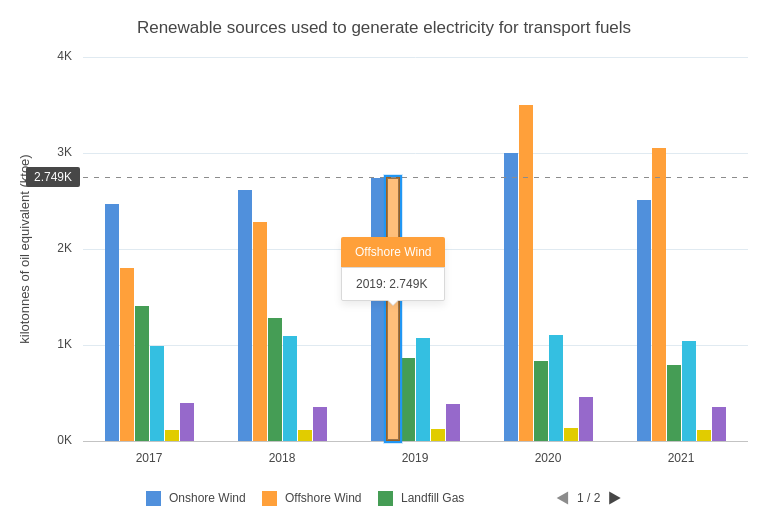 Renewable sources used to generate electricity for transport fuels
4K
3K
2.749K
2K
1K
0K
kilotonnes of oil equivalent (ktoe)
Offshore Wind
2019: 2.749K
2017 2018 2019 2020 2021
Onshore Wind Offshore Wind Landfill Gas 1 / 2